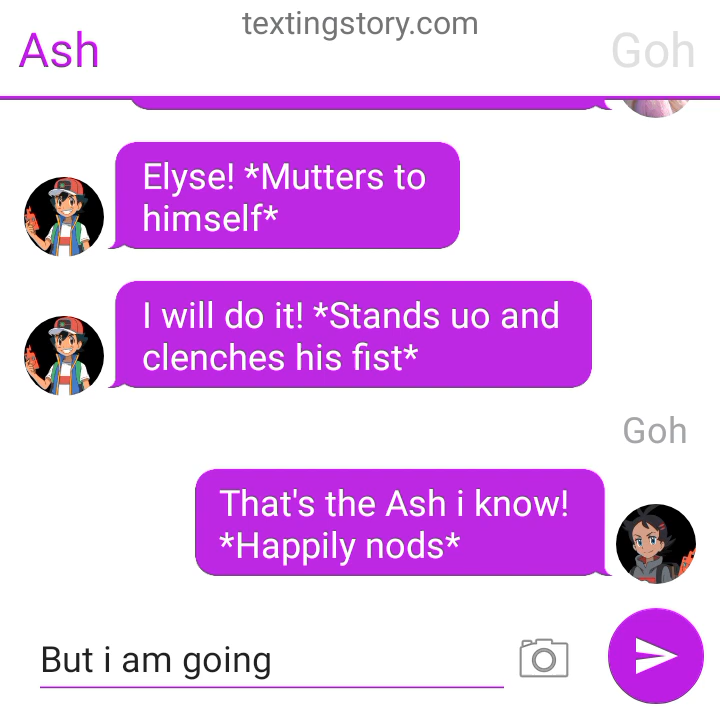 textingstory.com
Ash
Goh
Elyse! *Mutters to
himself*
I will do it! *Stands uo and
clenches his fist*
Goh
That's the Ash i know!
*Happily nods*
But i am going